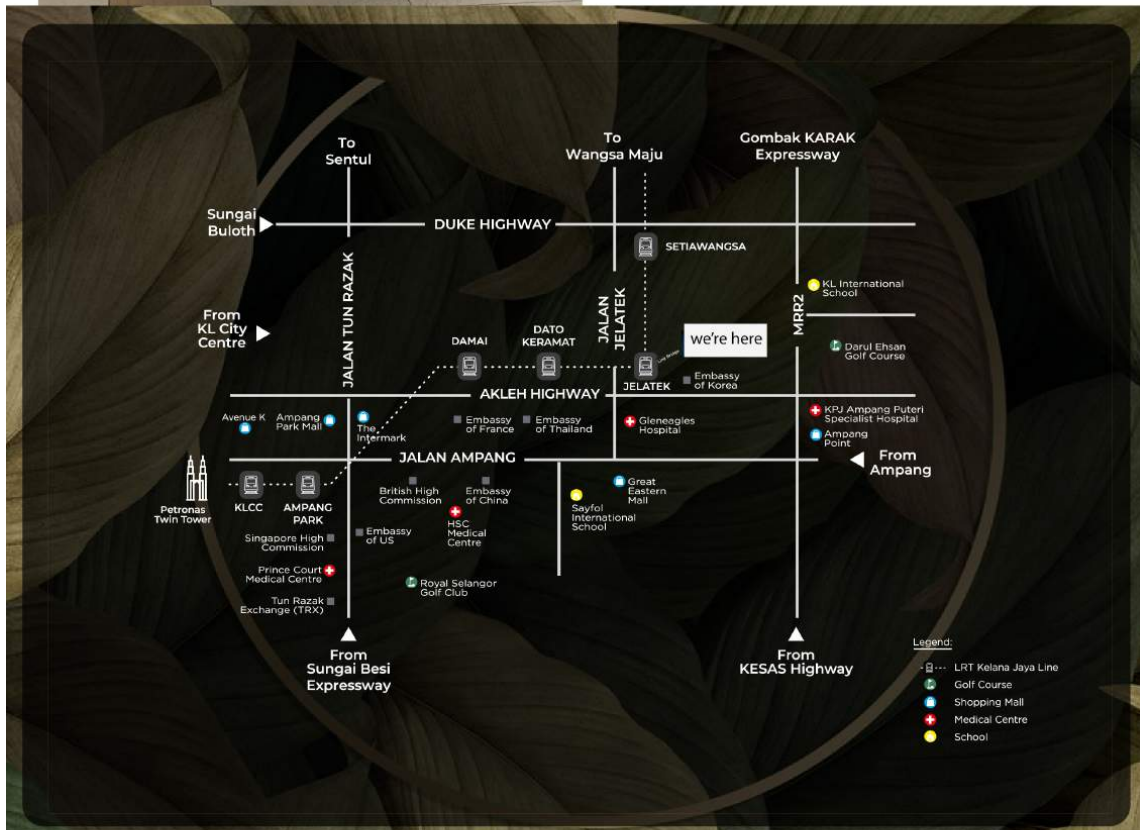 To
Sentul
To
Wangsa Maju
Gombak KARAK
Expressway
Sungai
Buloth
DUKE HIGHWAY
SETIAWANGSA
JALAN TUN RAZAK
JALAN
JELATEK
MRR2
KL International
School
From
KL City
Centre
DAMAI
DATO
KERAMAT
we're here
Darul Ehsan
Golf Course
JELATEK
Embassy
of Korea
AKLEH HIGHWAY
Avenue K
Ampang
Park Mall
The
Intermark
Embassy
of France
Embassy
of Thailand
Gleneagles
Hospital
KPJ Ampang Puteri
Specialist Hospital
Ampang
Point
JALAN AMPANG
From
Ampang
Petronas
Twin Tower
KLCC
AMPANG
PARK
British High
Commission
Embassy
of China
Great
Eastern
Mall
Sayfol
International
School
Singapore High
Commission
Embassy
of US
HSC
Medical
Centre
Prince Court
Medical Centre
Royal Selangor
Golf Club
Tun Razak
Exchange (TRX)
From
Sungai Besi
Expressway
From
KESAS Highway
Legend:
LRT Kelana Jaya Line
Golf Course
Shopping Mall
Medical Centre
School